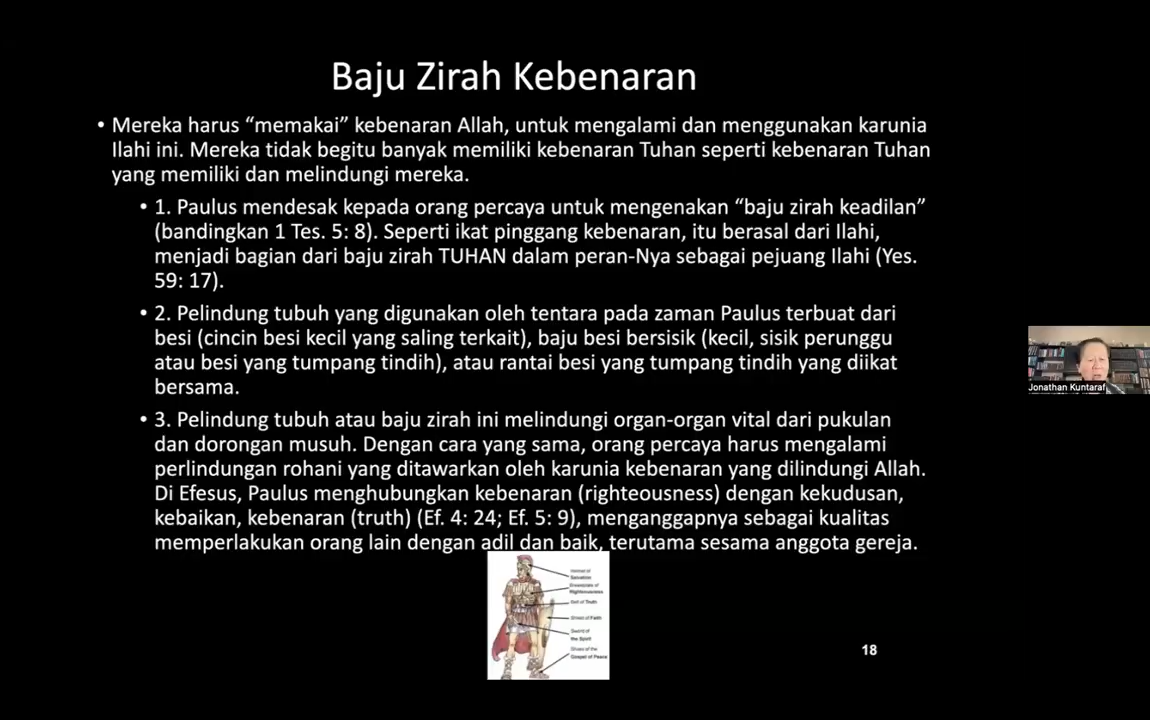 Baju Zirah Kebenaran
• Mereka harus “memakai” kebenaran Allah, untuk mengalami dan menggunakan karunia
Ilahi ini. Mereka tidak begitu banyak memiliki kebenaran Tuhan seperti kebenaran Tuhan
yang memiliki dan melindungi mereka.
• 1. Paulus mendesak kepada orang percaya untuk mengenakan “baju zirah keadilan”
(bandingkan 1 Tes. 5: 8). Seperti ikat pinggang kebenaran, itu berasal dari Ilahi,
menjadi bagian dari baju zirah TUHAN dalam peran-Nya sebagai pejuang Ilahi (Yes.
59: 17).
• 2. Pelindung tubuh yang digunakan oleh tentara pada zaman Paulus terbuat dari
besi (cincin besi kecil yang saling terkait), baju besi bersisik (kecil, sisik perunggu
atau besi yang tumpang tindih), atau rantai besi yang tumpang tindih yang diikat
bersama.
• 3. Pelindung tubuh atau baju zirah ini melindungi organ-organ vital dari pukulan
dan dorongan musuh. Dengan cara yang sama, orang percaya harus mengalami
perlindungan rohani yang ditawarkan oleh karunia kebenaran yang dilindungi Allah.
Di Efesus, Paulus menghubungkan kebenaran (righteousness) dengan kekudusan,
kebaikan, kebenaran (truth) (Ef. 4: 24; Ef. 5: 9), menganggapnya sebagai kualitas
memperlakukan orang lain dengan adil dan baik, terutama sesama anggota gereja.
Helmet of
Salvation
Breastplate of
Righteousness
Belt of Truth
Shield of Faith
Sword of
the Spirit
Shoes of the
Gospel of Peace
18
Jonathan Kuntaraf